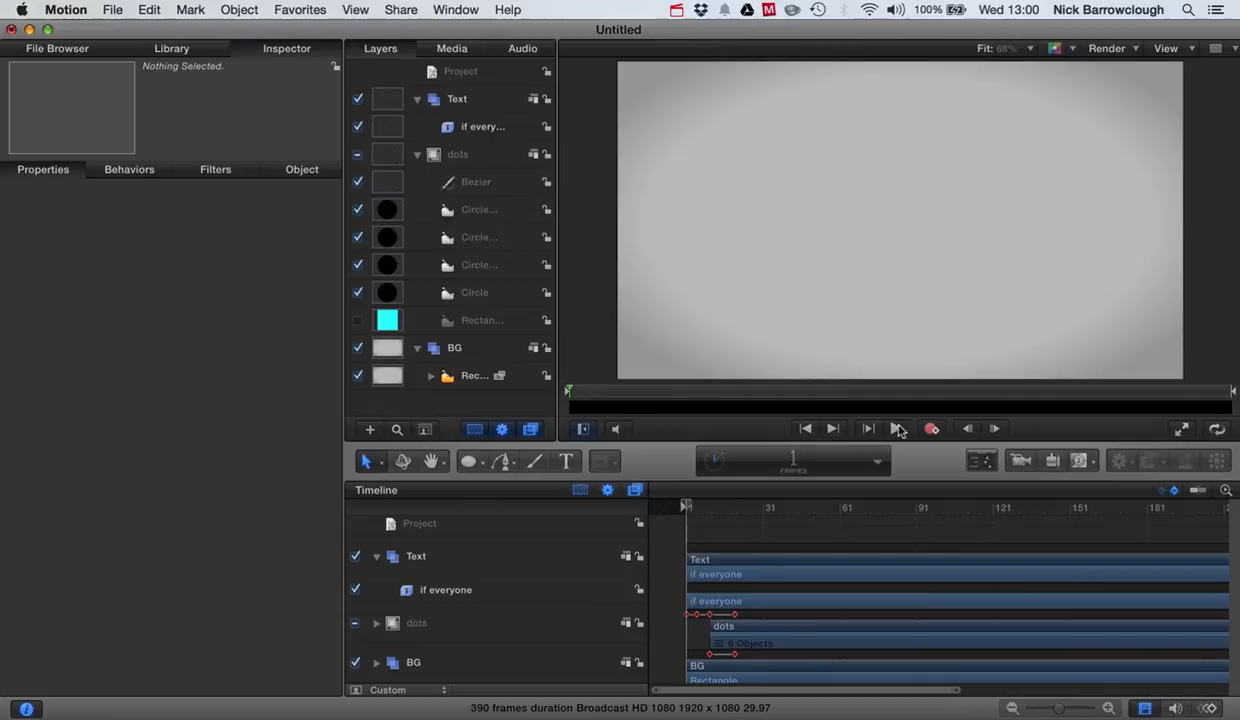 Motion File Edit Mark Object Favorites View Share Window Help 100% Wed 13:00 Nick Barrowclough
Untitled
File Browser Library Inspector Layers Media Audio Fit: 68% Render View
Nothing Selected.
Project
Text
if every...
dots
Properties Behaviors Filters Object
Bezier
Circle...
Circle...
Circle...
Circle
Rectan...
BG
Rec...
1
FRAMES
Timeline
31 61 91 121 151 181
Project
Text
Text
if everyone
if everyone
if everyone
dots
dots
6 Objects
BG
BG
Rectangle
Custom
390 frames duration Broadcast HD 1080 1920 x 1080 29.97